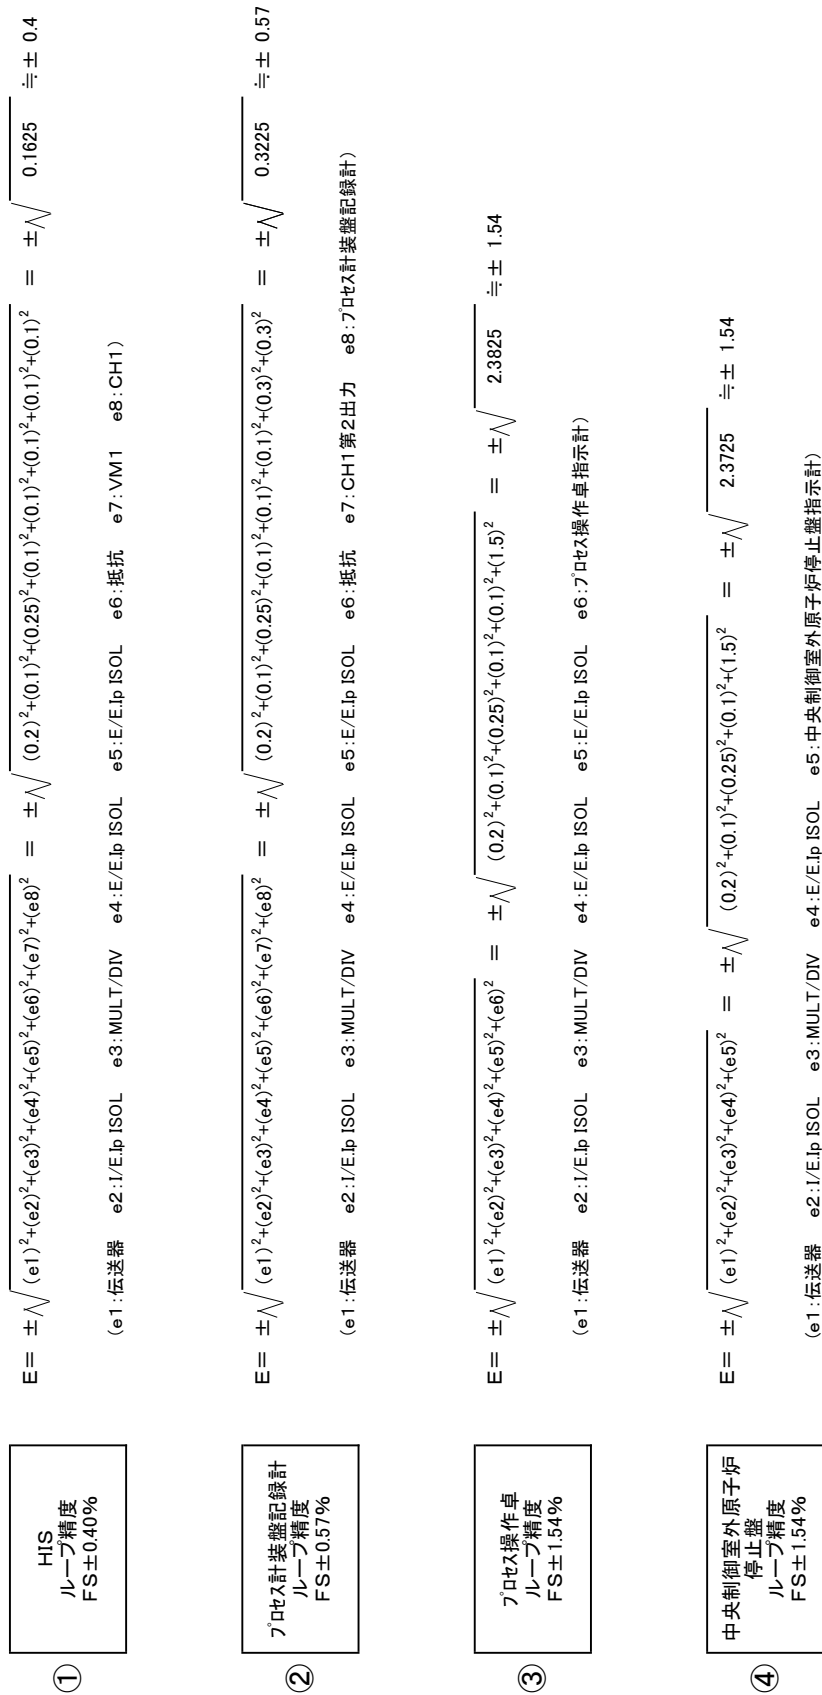 ①
HIS
ループ精度
FS±0.40%
E= ±√(e1)²+(e2)²+(e3)²+(e4)²+(e5)²+(e6)²+(e7)²+(e8)² = ±√(0.2)²+(0.1)²+(0.25)²+(0.1)²+(0.1)²+(0.1)²+(0.1)²+(0.1)² = ±√0.1625 ≒± 0.4
(e1:伝送器 e2:I/E.Ip ISOL e3:MULT/DIV e4:E/E.Ip ISOL e5:E/E.Ip ISOL e6:抵抗 e7:VM1 e8:CH1)
②
プロセス計装盤記録計
ループ精度
FS±0.57%
E= ±√(e1)²+(e2)²+(e3)²+(e4)²+(e5)²+(e6)²+(e7)²+(e8)² = ±√(0.2)²+(0.1)²+(0.25)²+(0.1)²+(0.1)²+(0.1)²+(0.3)²+(0.3)² = ±√0.3225 ≒± 0.57
(e1:伝送器 e2:I/E.Ip ISOL e3:MULT/DIV e4:E/E.Ip ISOL e5:E/E.Ip ISOL e6:抵抗 e7:CH1第2出力 e8:プロセス計装盤記録計)
③
プロセス操作卓
ループ精度
FS±1.54%
E= ±√(e1)²+(e2)²+(e3)²+(e4)²+(e5)²+(e6)² = ±√(0.2)²+(0.1)²+(0.25)²+(0.1)²+(0.1)²+(1.5)² = ±√2.3825 ≒± 1.54
(e1:伝送器 e2:I/E.Ip ISOL e3:MULT/DIV e4:E/E.Ip ISOL e5:E/E.Ip ISOL e6:プロセス操作卓指示計)
④
中央制御室外原子炉
停止盤
ループ精度
FS±1.54%
E= ±√(e1)²+(e2)²+(e3)²+(e4)²+(e5)² = ±√(0.2)²+(0.1)²+(0.25)²+(0.1)²+(1.5)² = ±√2.3725 ≒± 1.54
(e1:伝送器 e2:I/E.Ip ISOL e3:MULT/DIV e4:E/E.Ip ISOL e5:中央制御室外原子炉停止盤指示計)